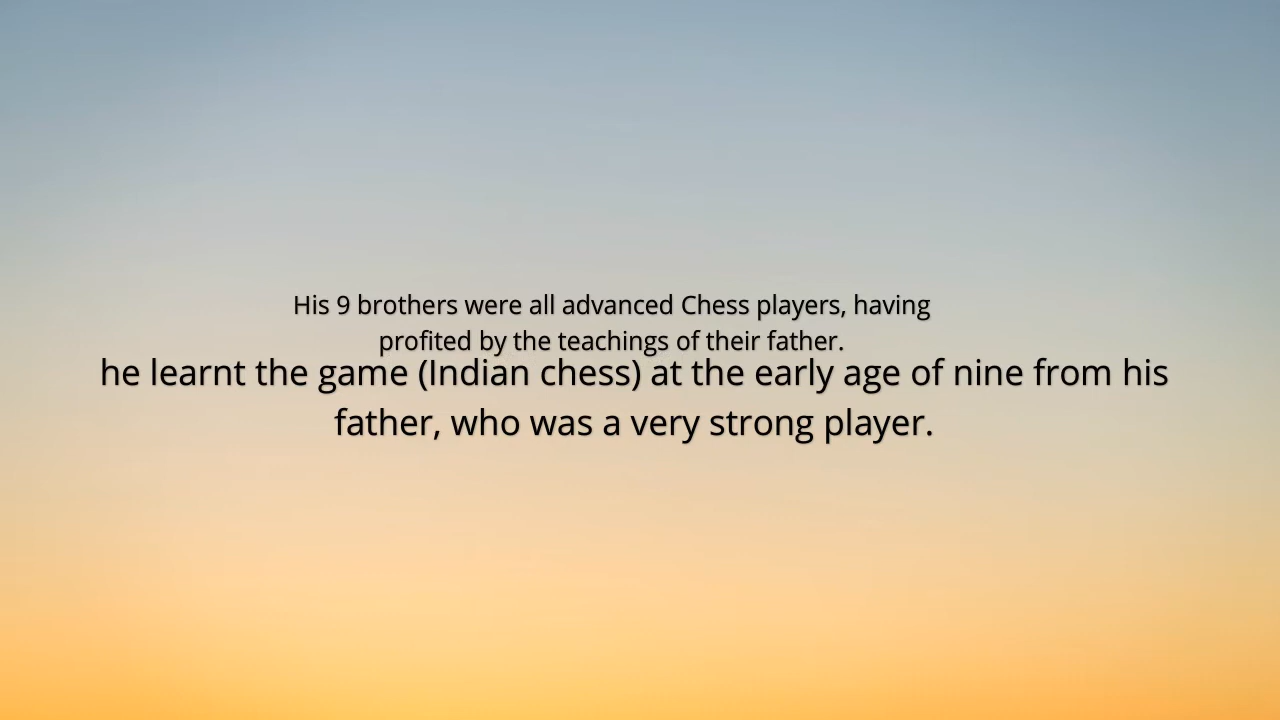 His 9 brothers were all advanced Chess players, having
profited by the teachings of their father.
he learnt the game (Indian chess) at the early age of nine from his
father, who was a very strong player.